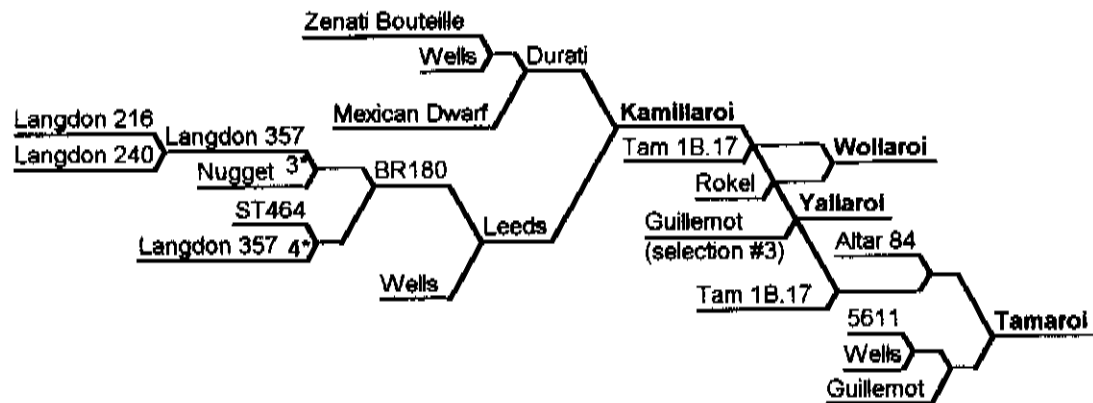 Zenati Bouteille
Wells
Durati
Mexican Dwarf
Kamillaroi
Langdon 216
Langdon 357
Langdon 240
Nugget 3*
BR180
ST464
Langdon 357 4*
Leeds
Wells
Tam 1B.17
Wollaroi
Rokel
Yallaroi
Guillemot
(selection #3)
Altar 84
Tam 1B.17
5611
Tamaroi
Wells
Guillemot